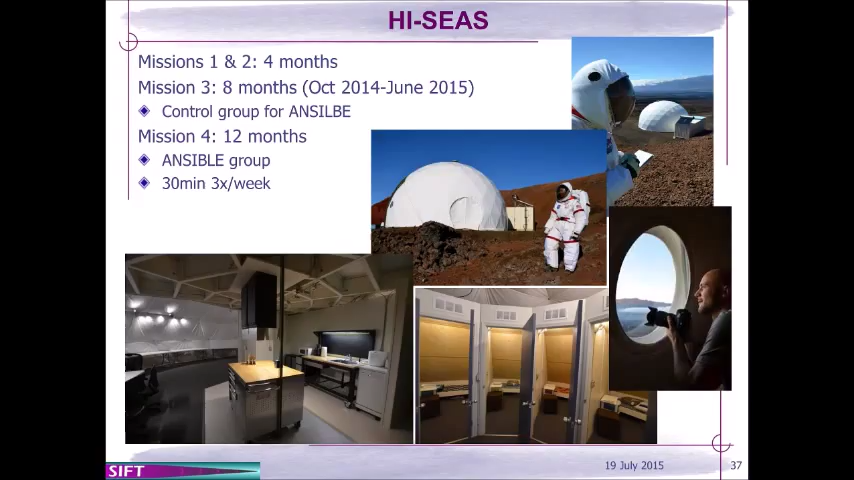 HI-SEAS
Missions 1 & 2: 4 months
Mission 3: 8 months (Oct 2014-June 2015)
Control group for ANSILBE
Mission 4: 12 months
ANSIBLE group
30min 3x/week
SIFT
19 July 2015
37